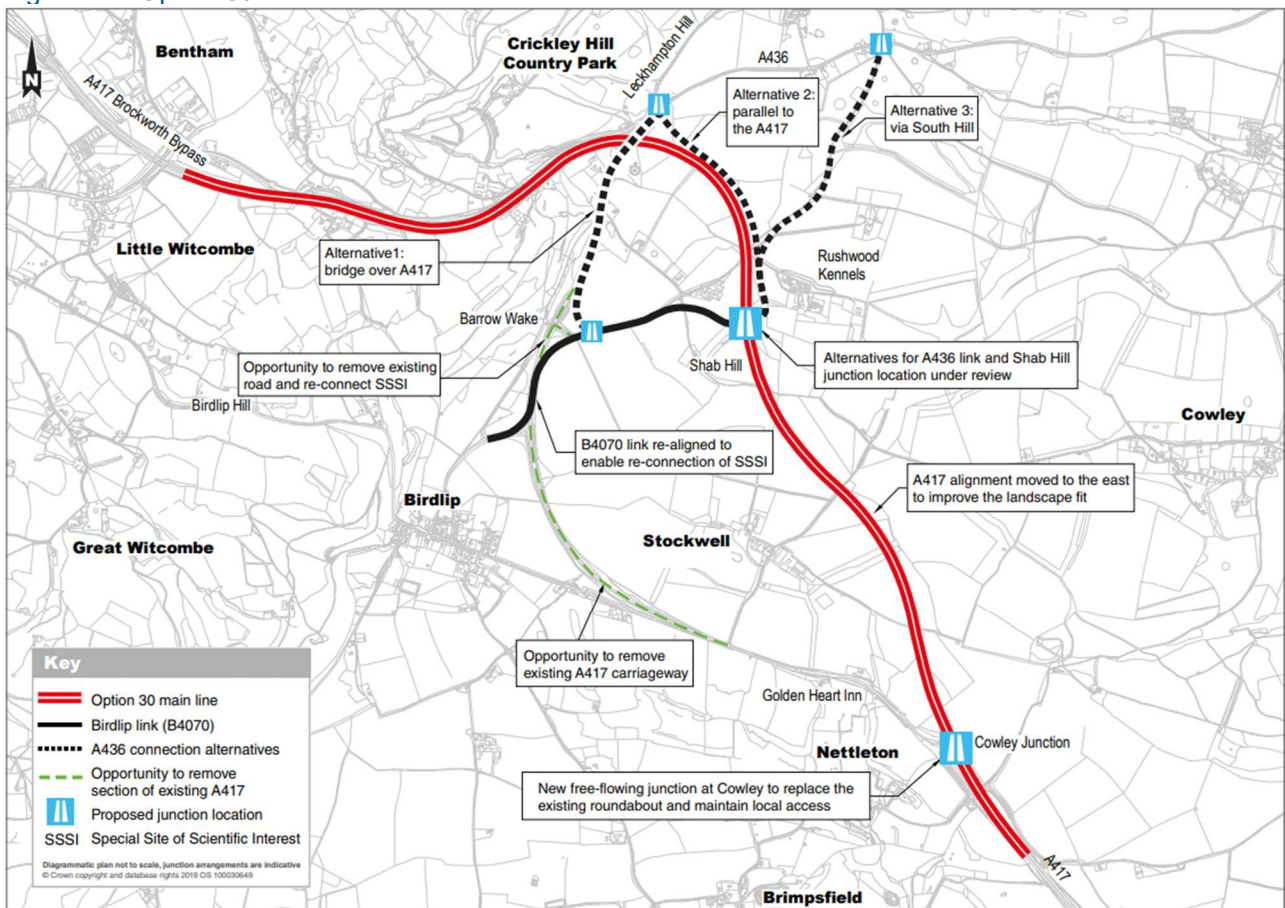 Bentham
Crickley Hill
Country Park
Leckhampton Hill
A436
N
A417 Brockworth Bypass
Alternative 2:
parallel to
the A417
Alternative 3:
via South Hill
Little Witcombe
Alternative1:
bridge over A417
Rushwood
Kennels
Barrow Wake
Opportunity to remove existing
road and re-connect SSSI
Shab Hill
Alternatives for A436 link and Shab Hill
junction location under review
Birdlip Hill
Cowley
B4070 link re-aligned to
enable re-connection of SSSI
A417 alignment moved to the east
to improve the landscape fit
Birdlip
Great Witcombe
Stockwell
Opportunity to remove
existing A417 carriageway
Golden Heart Inn
Nettleton
Cowley Junction
New free-flowing junction at Cowley to replace the
existing roundabout and maintain local access
A417
Brimpsfield
Key
Option 30 main line
Birdlip link (B4070)
A436 connection alternatives
Opportunity to remove
section of existing A417
Proposed junction location
SSSI Special Site of Scientific Interest
Diagrammatic plan not to scale, junction arrangements are indicative
© Crown copyright and database rights 2019 OS 100030649